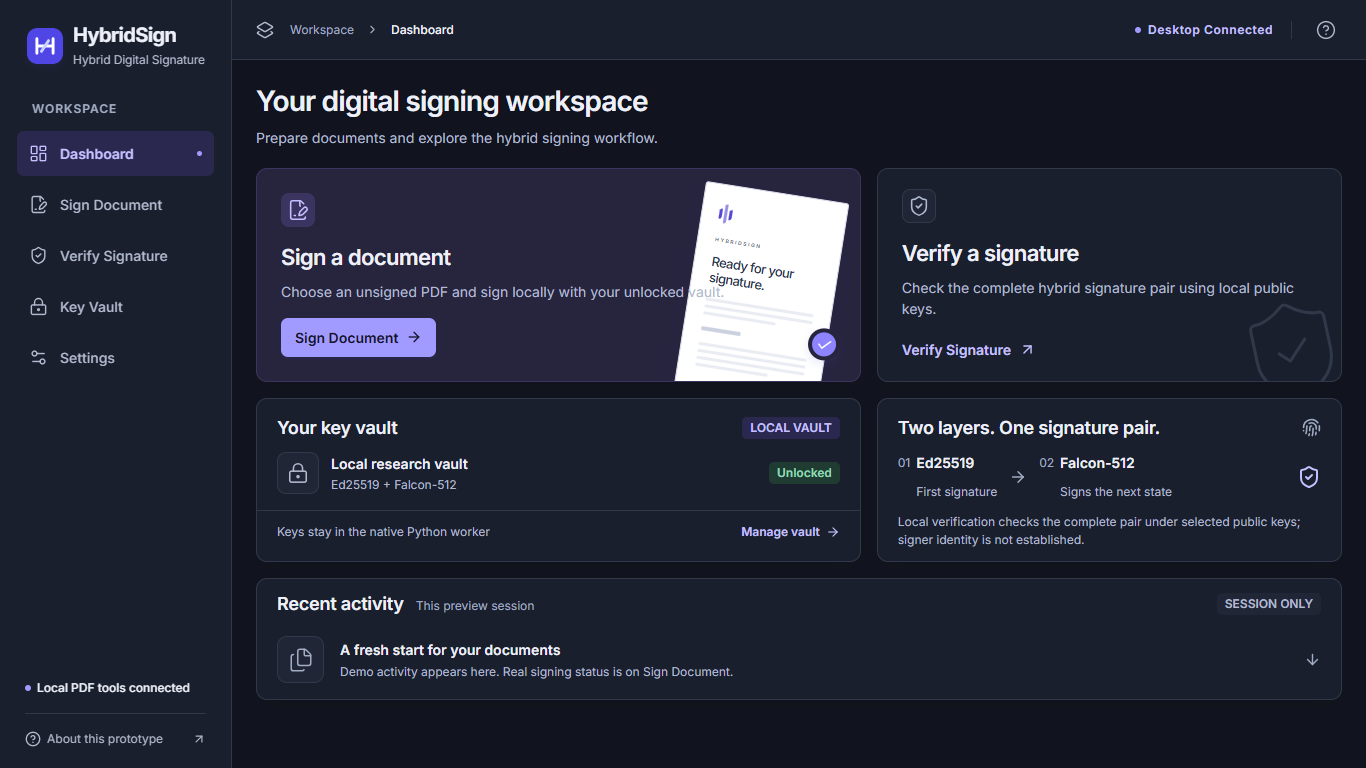 HybridSign
Hybrid Digital Signature
WORKSPACE
Dashboard
Sign Document
Verify Signature
Key Vault
Settings
Local PDF tools connected
About this prototype
Workspace > Dashboard
Desktop Connected
Your digital signing workspace
Prepare documents and explore the hybrid signing workflow.
Sign a document
Choose an unsigned PDF and sign locally with your unlocked vault.
Sign Document
HYBRIDSIGN
Ready for your
signature.
Verify a signature
Check the complete hybrid signature pair using local public
keys.
Verify Signature
Your key vault
LOCAL VAULT
Local research vault
Ed25519 + Falcon-512
Unlocked
Keys stay in the native Python worker
Manage vault
Two layers. One signature pair.
01 Ed25519
First signature
02 Falcon-512
Signs the next state
Local verification checks the complete pair under selected public keys;
signer identity is not established.
Recent activity This preview session
SESSION ONLY
A fresh start for your documents
Demo activity appears here. Real signing status is on Sign Document.